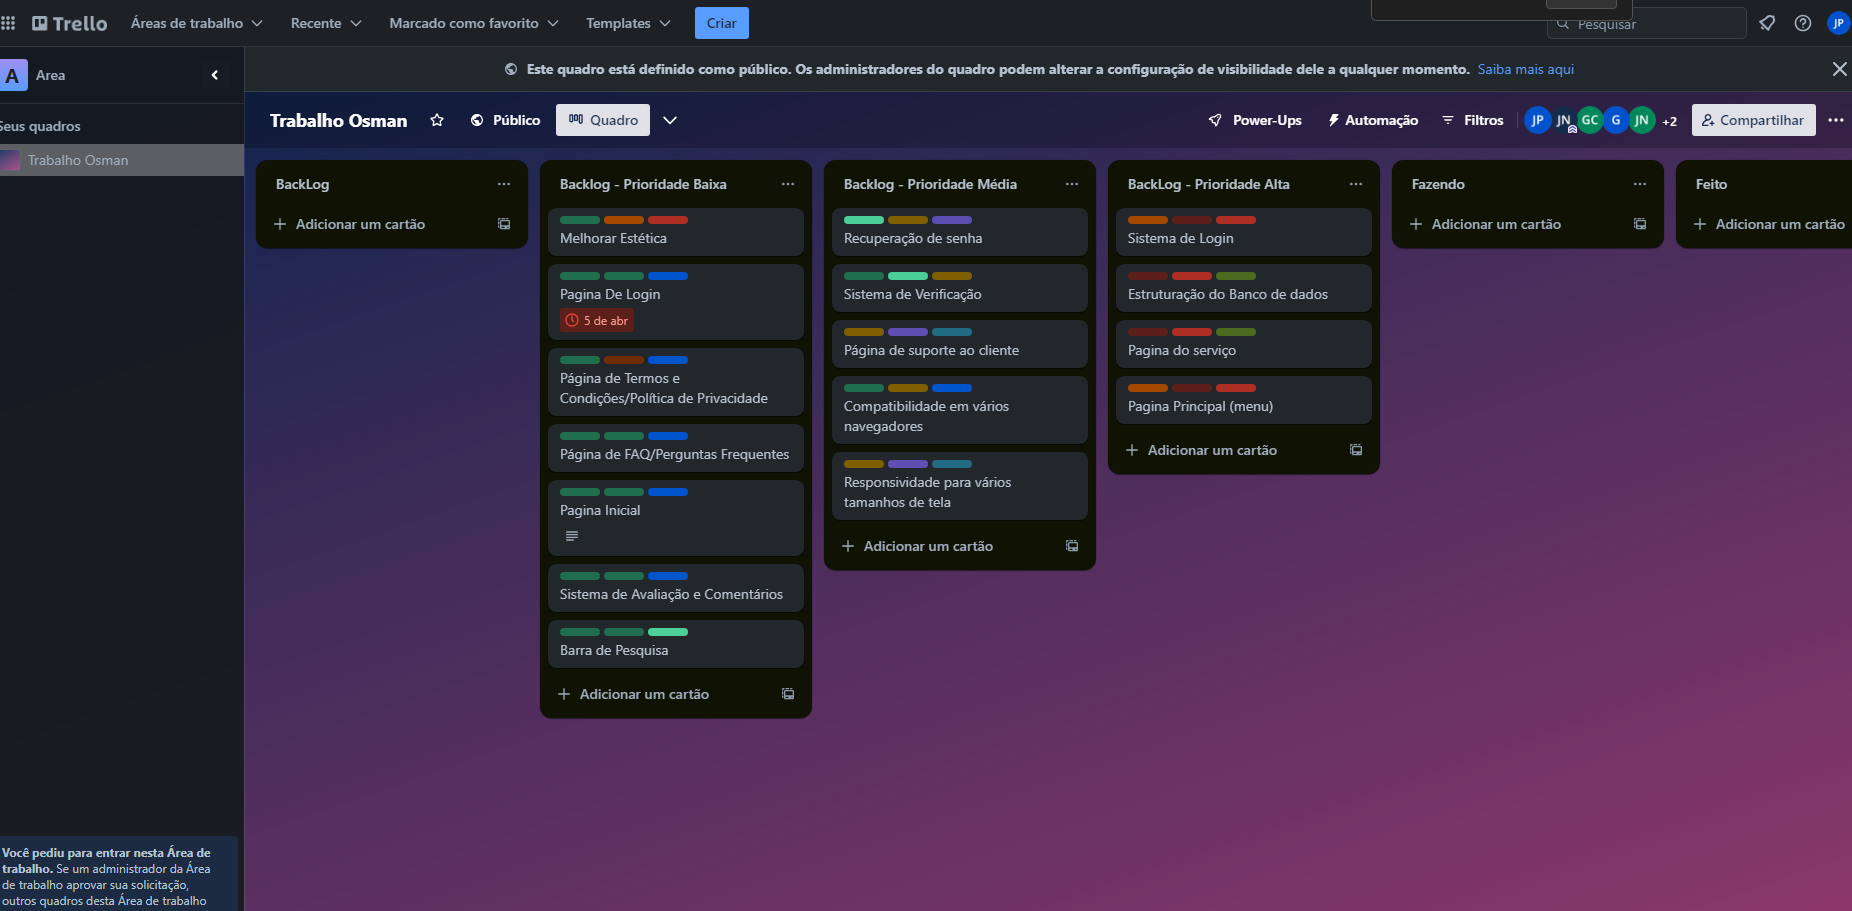 Trello
Áreas de trabalho
Recente
Marcado como favorito
Templates
Criar
Pesquisar
JP
A
Area
Este quadro está definido como público. Os administradores do quadro podem alterar a configuração de visibilidade dele a qualquer momento. Saiba mais aqui
Seus quadros
Trabalho Osman
Trabalho Osman
Público
Quadro
Power-Ups
Automação
Filtros
JP
JN
GC
G
JN
+2
Compartilhar
BackLog
Adicionar um cartão
Backlog - Prioridade Baixa
Melhorar Estética
Pagina De Login
5 de abr
Página de Termos e
Condições/Política de Privacidade
Página de FAQ/Perguntas Frequentes
Pagina Inicial
Sistema de Avaliação e Comentários
Barra de Pesquisa
Adicionar um cartão
Backlog - Prioridade Média
Recuperação de senha
Sistema de Verificação
Página de suporte ao cliente
Compatibilidade em vários
navegadores
Responsividade para vários
tamanhos de tela
Adicionar um cartão
BackLog - Prioridade Alta
Sistema de Login
Estruturação do Banco de dados
Pagina do serviço
Pagina Principal (menu)
Adicionar um cartão
Fazendo
Adicionar um cartão
Feito
Adicionar um cartão
Você pediu para entrar nesta Área de
trabalho. Se um administrador da Área
de trabalho aprovar sua solicitação,
outros quadros desta Área de trabalho